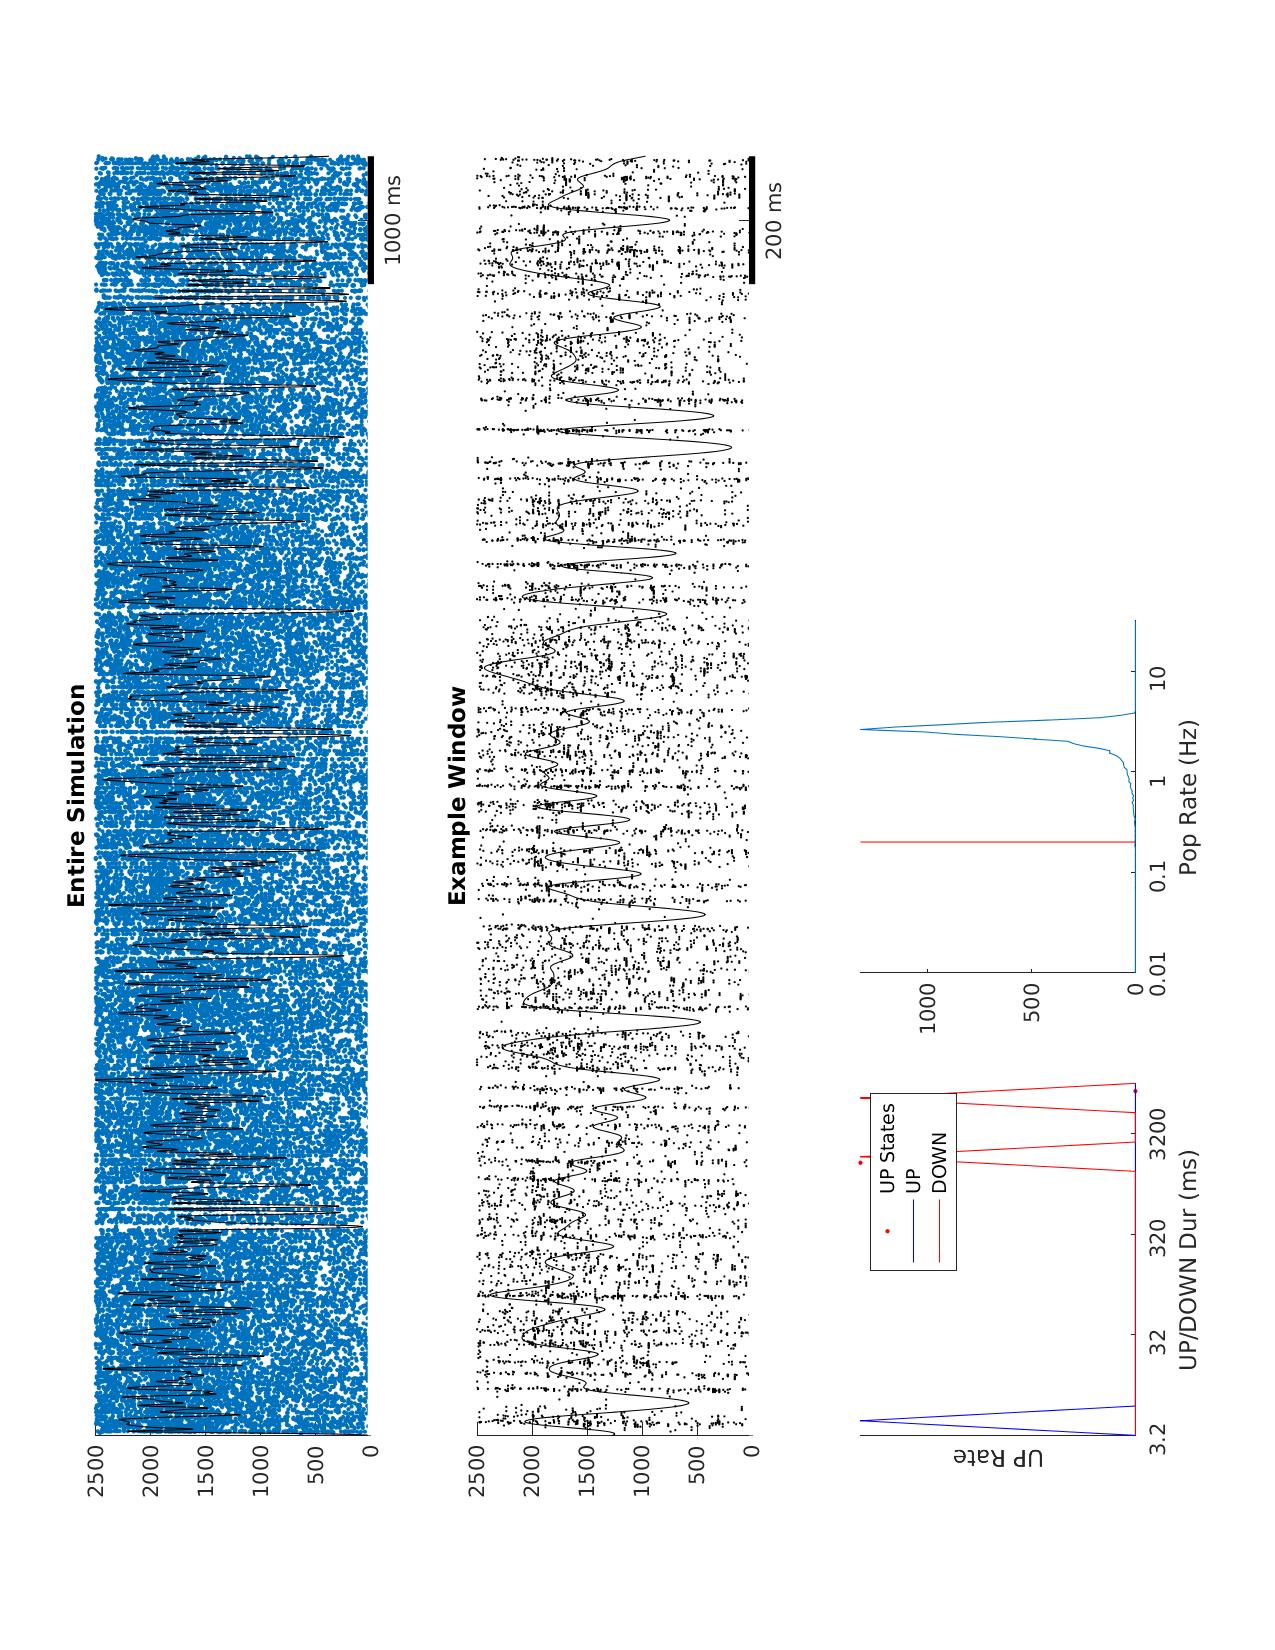 Entire Simulation
2500
2000
1500
1000
500
0
1000 ms
Example Window
2500
2000
1500
1000
500
0
200 ms
UP Rate
UP States
UP
DOWN
3.2
32
320
3200
UP/DOWN Dur (ms)
1000
500
0
0.01
0.1
1
10
Pop Rate (Hz)